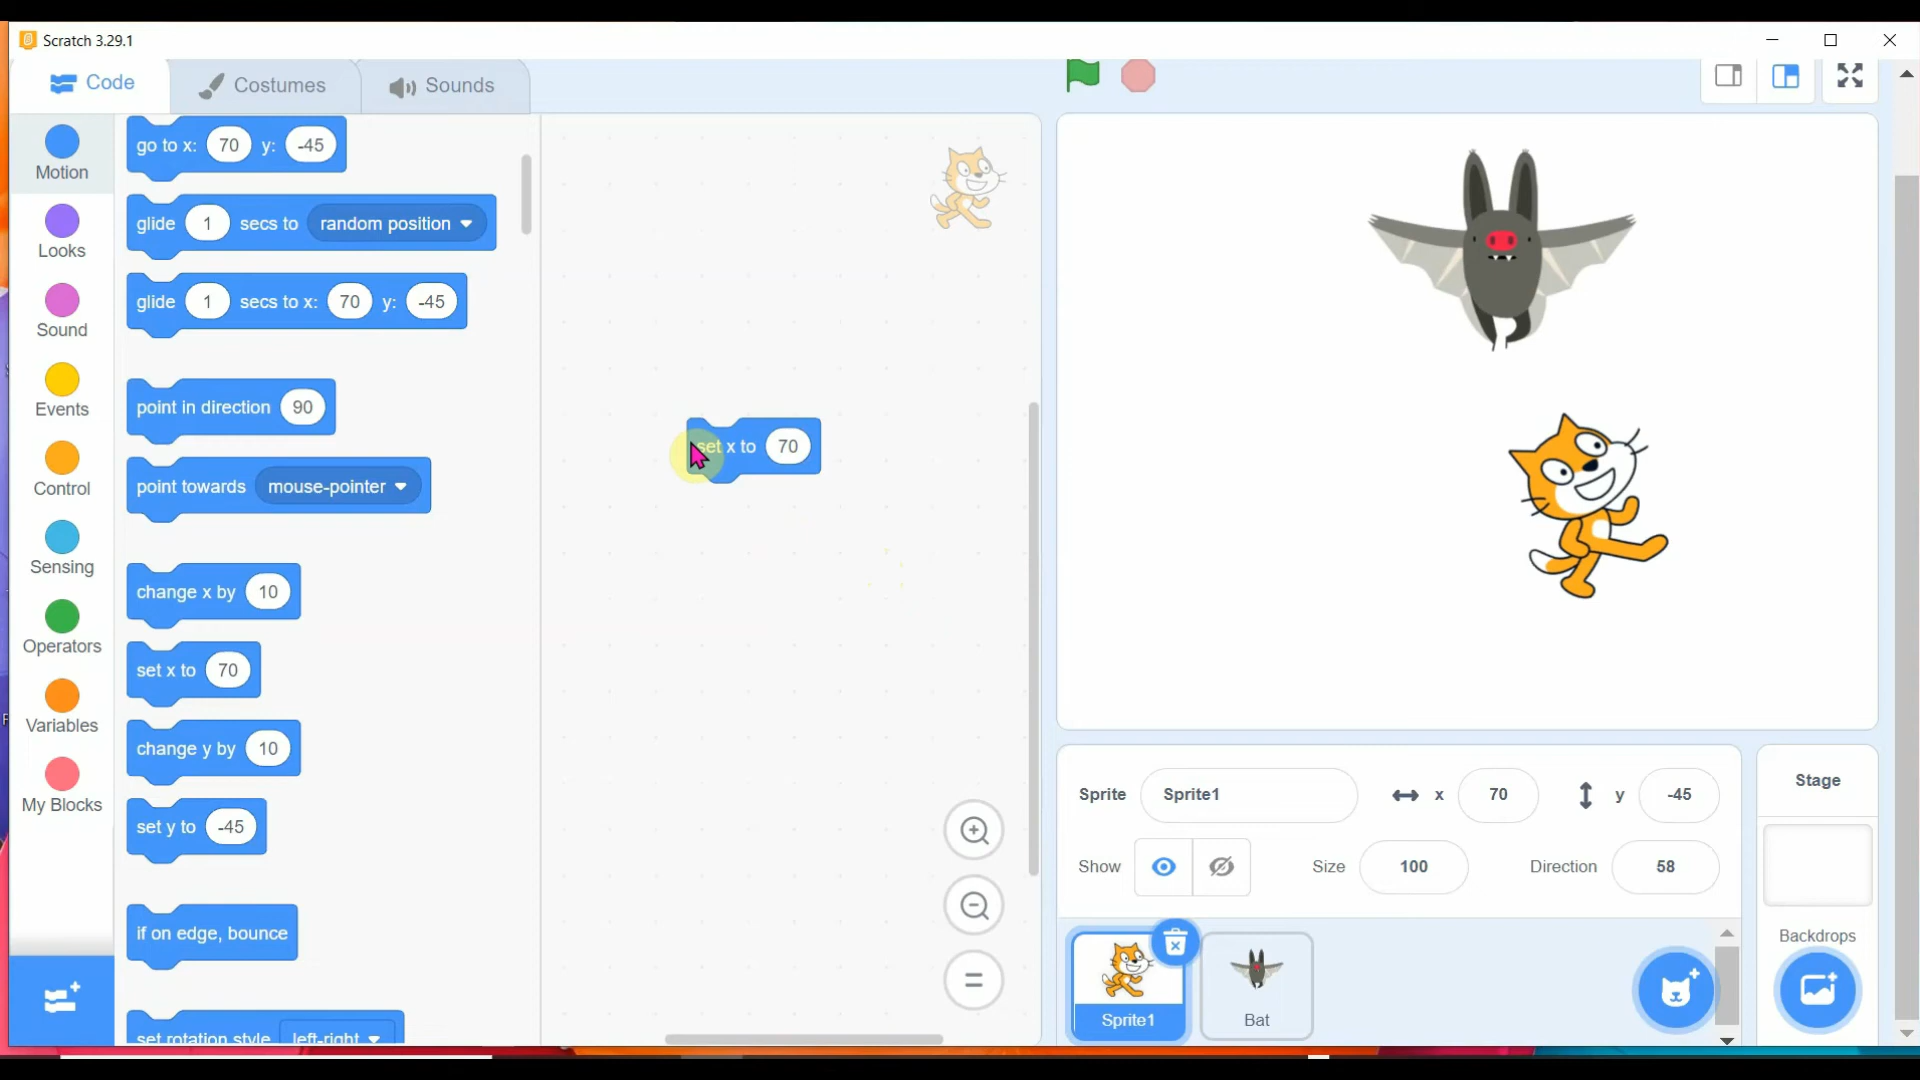 Scratch 3.29.1
Code
Costumes
Sounds
Motion
Looks
Sound
Events
Control
Sensing
Operators
Variables
My Blocks
go to x: 70 y: -45
glide 1 secs to random position
glide 1 secs to x: 70 y: -45
point in direction 90
point towards mouse-pointer
change x by 10
set x to 70
change y by 10
set y to -45
if on edge, bounce
set rotation style left-right
set x to 70
Sprite Sprite1 x 70 y -45
Show Size 100 Direction 58
Sprite1
Bat
Stage
Backdrops